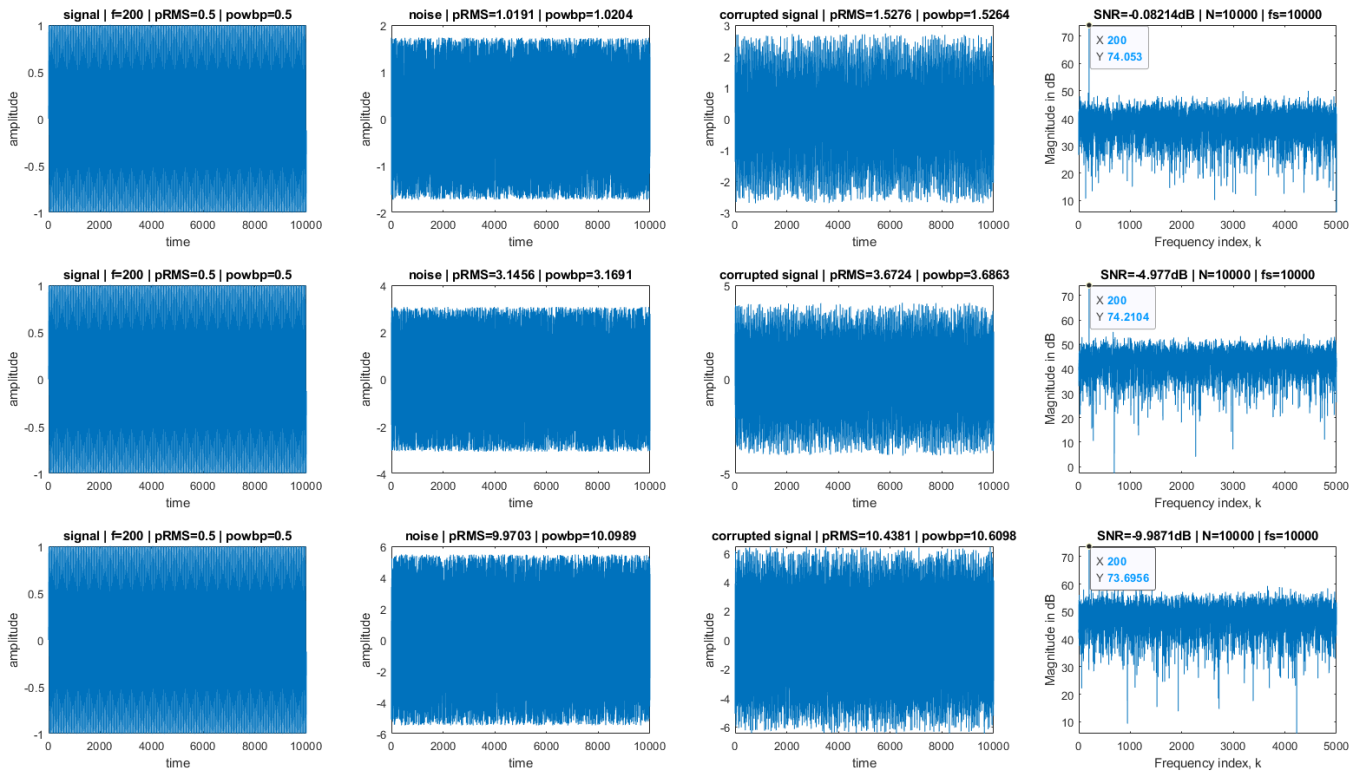 signal | f=200 | pRMS=0.5 | powbp=0.5
1
0.5
0
-0.5
-1
amplitude
0 2000 4000 6000 8000 10000
time
noise | pRMS=1.0191 | powbp=1.0204
2
1
0
-1
-2
amplitude
0 2000 4000 6000 8000 10000
time
corrupted signal | pRMS=1.5276 | powbp=1.5264
3
2
1
0
-1
-2
-3
amplitude
0 2000 4000 6000 8000 10000
time
SNR=-0.08214dB | N=10000 | fs=10000
70
60
50
40
30
20
10
Magnitude in dB
X 200
Y 74.053
0 1000 2000 3000 4000 5000
Frequency index, k
signal | f=200 | pRMS=0.5 | powbp=0.5
1
0.5
0
-0.5
-1
amplitude
0 2000 4000 6000 8000 10000
time
noise | pRMS=3.1456 | powbp=3.1691
4
2
0
-2
-4
amplitude
0 2000 4000 6000 8000 10000
time
corrupted signal | pRMS=3.6724 | powbp=3.6863
5
0
-5
amplitude
0 2000 4000 6000 8000 10000
time
SNR=-4.977dB | N=10000 | fs=10000
70
60
50
40
30
20
10
0
Magnitude in dB
X 200
Y 74.2104
0 1000 2000 3000 4000 5000
Frequency index, k
signal | f=200 | pRMS=0.5 | powbp=0.5
1
0.5
0
-0.5
-1
amplitude
0 2000 4000 6000 8000 10000
time
noise | pRMS=9.9703 | powbp=10.0989
6
4
2
0
-2
-4
-6
amplitude
0 2000 4000 6000 8000 10000
time
corrupted signal | pRMS=10.4381 | powbp=10.6098
6
4
2
0
-2
-4
-6
amplitude
0 2000 4000 6000 8000 10000
time
SNR=-9.9871dB | N=10000 | fs=10000
70
60
50
40
30
20
10
Magnitude in dB
X 200
Y 73.6956
0 1000 2000 3000 4000 5000
Frequency index, k